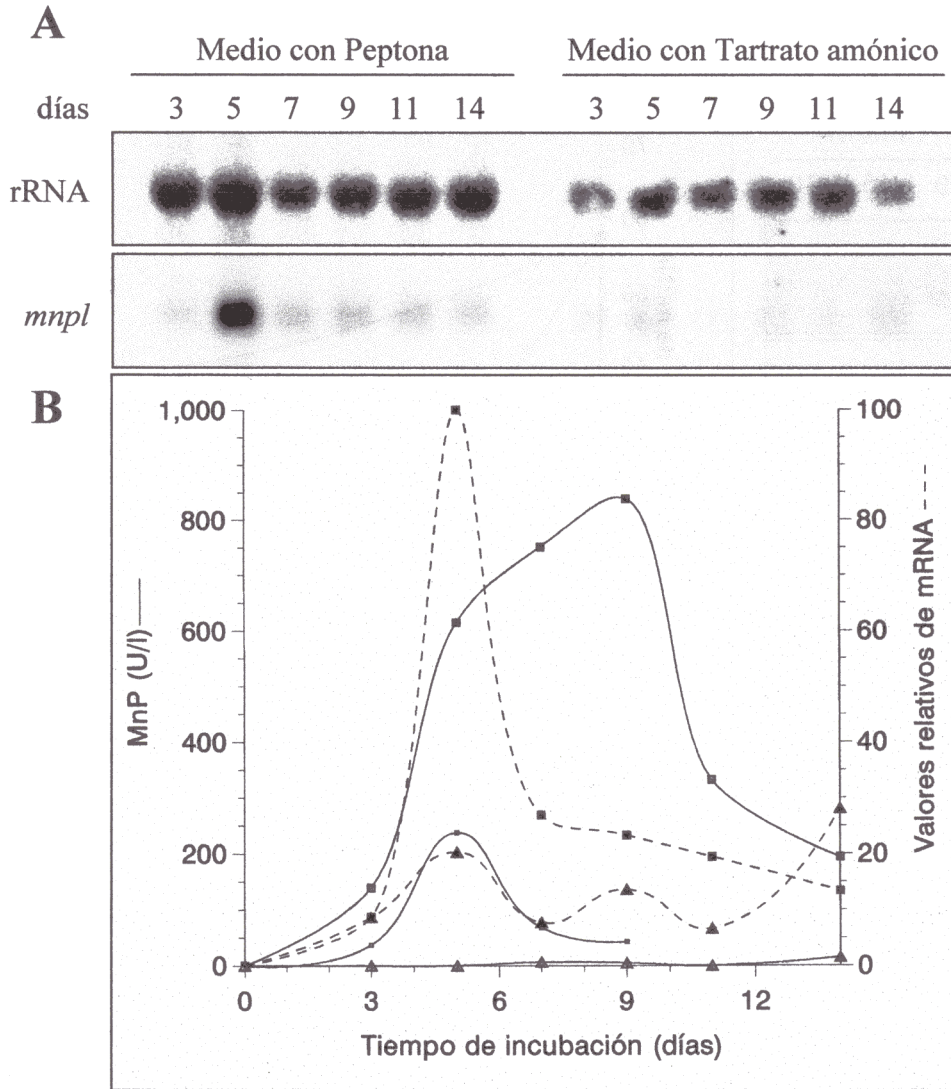 A
Medio con Peptona Medio con Tartrato amónico
días 3 5 7 9 11 14 3 5 7 9 11 14
rRNA
mnpl
B
1,000
800
600
400
200
0
MnP (U/l)
100
80
60
40
20
0
Valores relativos de mRNA
0 3 6 9 12
Tiempo de incubación (días)